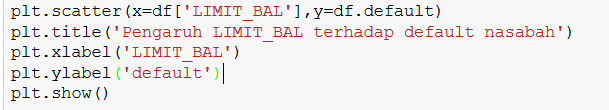 plt.scatter(x=df['LIMIT_BAL'],y=df.default)
plt.title('Pengaruh LIMIT_BAL terhadap default nasabah')
plt.xlabel('LIMIT_BAL')
plt.ylabel('default')
plt.show()